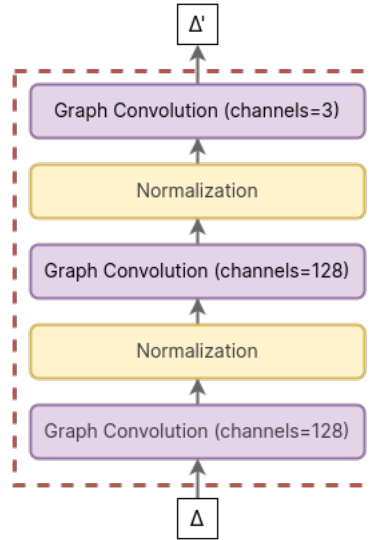 Δ'
Graph Convolution (channels=3)
Normalization
Graph Convolution (channels=128)
Normalization
Graph Convolution (channels=128)
Δ